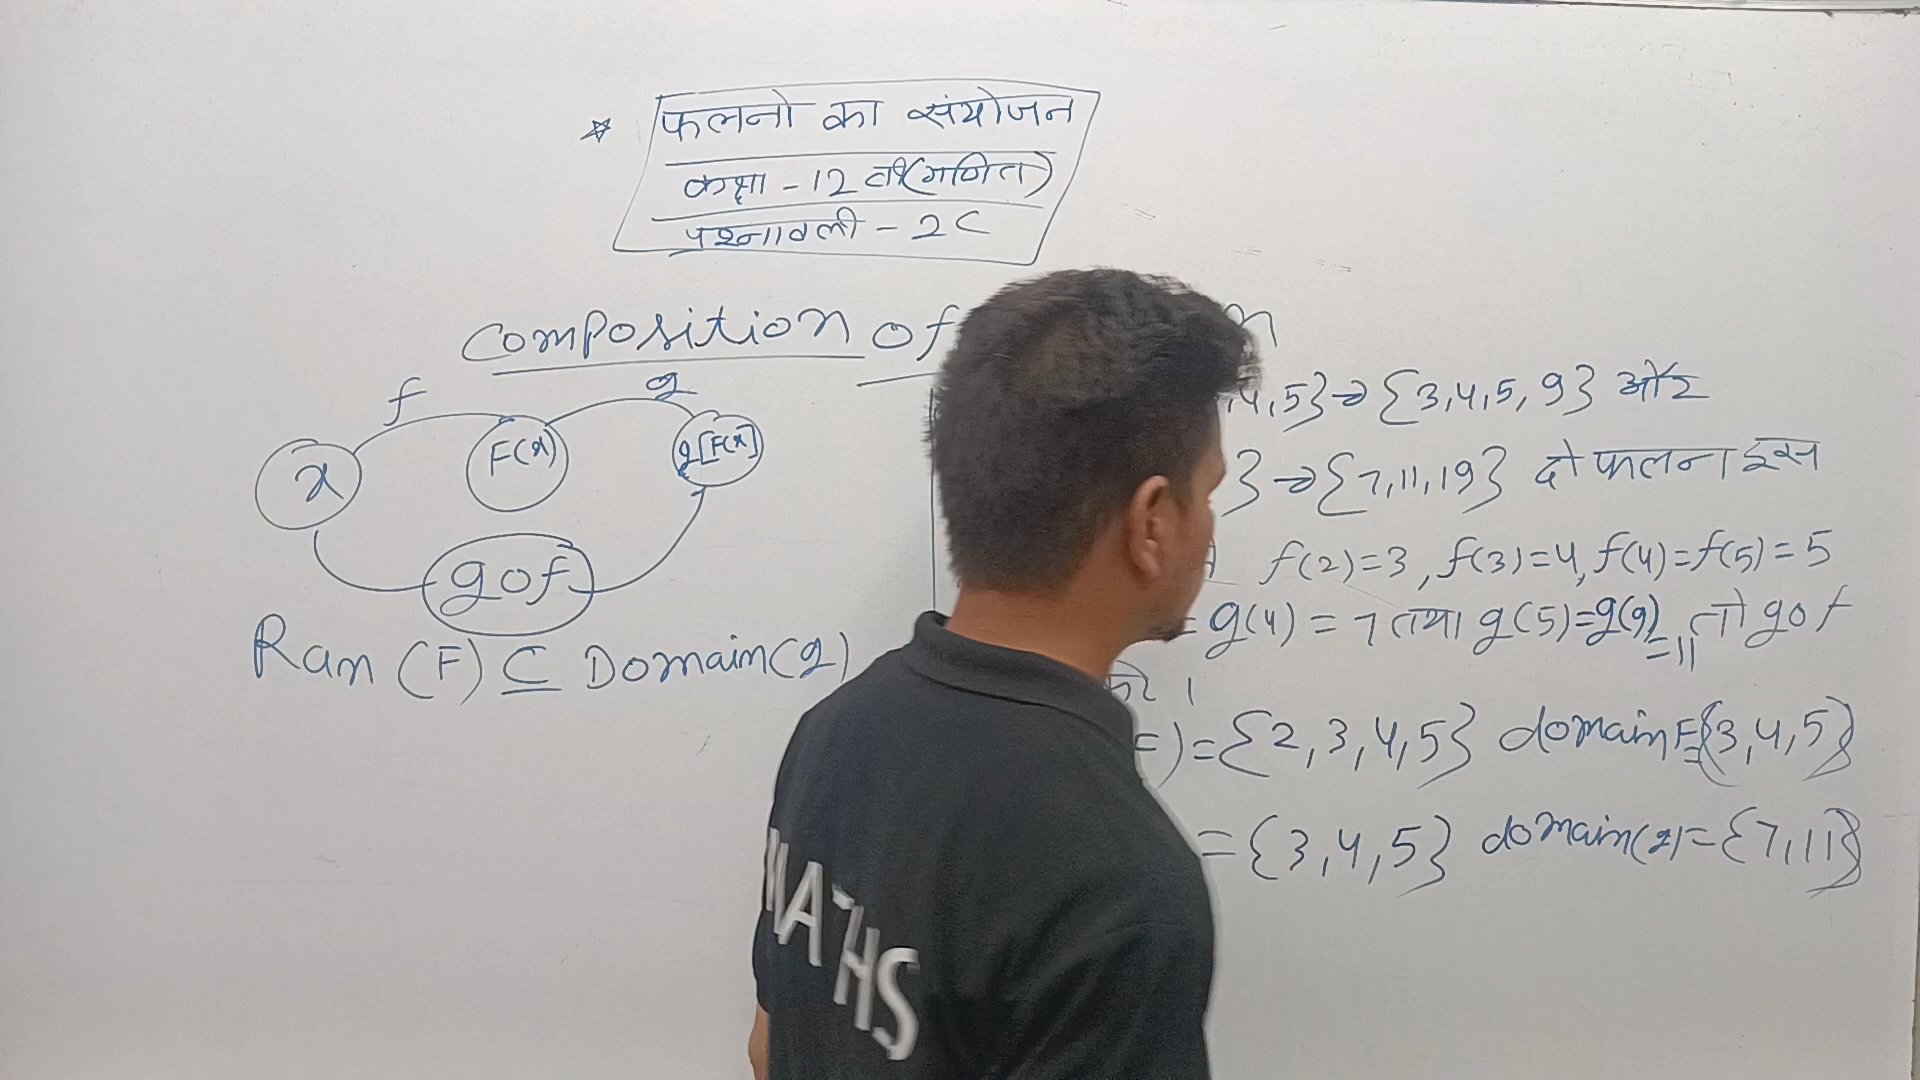 फलनो का संयोजन
कक्षा - 12 वी (गणित)
प्रश्नावली - 2C
Composition of
f g
x F(x) g[F(x)]
gof
Ran (F) ⊆ Domain(g)
,4,5}→{3,4,5,9} और
}→{7,11,19} दो फलन इस
f(2)=3, f(3)=4, f(4)=f(5)=5
= g(4) = 7 तथा g(5)=g(9)=11 तो gof
करे।
)={2,3,4,5} domain F={3,4,5}
={3,4,5} domain(g)={7,11}
MATHS